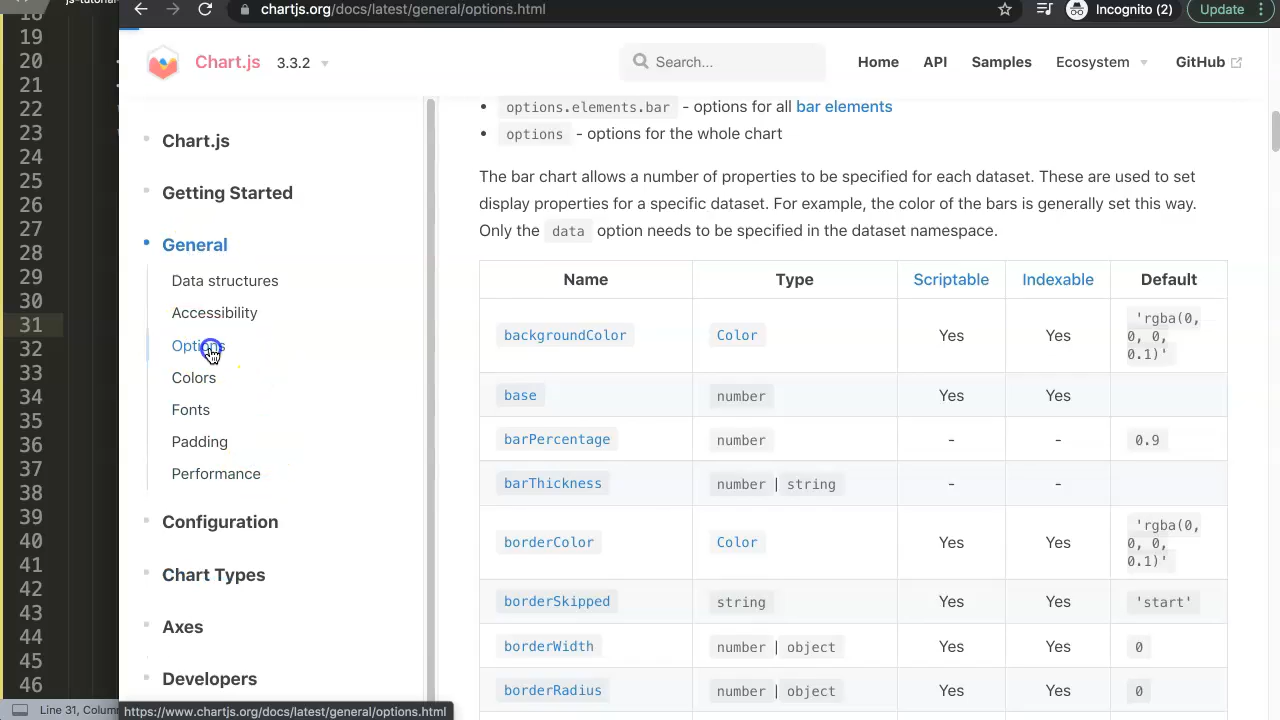 js-tutorial
chartjs.org/docs/latest/general/options.html
Incognito (2)
Update
Chart.js
3.3.2
Search...
Home
API
Samples
Ecosystem
GitHub
18
19
20
21
22
23
24
25
26
27
28
29
30
31
32
33
34
35
36
37
38
39
40
41
42
43
44
45
46
Chart.js
Getting Started
General
Data structures
Accessibility
Options
Colors
Fonts
Padding
Performance
Configuration
Chart Types
Axes
Developers
options.elements.bar - options for all bar elements
options - options for the whole chart
The bar chart allows a number of properties to be specified for each dataset. These are used to set
display properties for a specific dataset. For example, the color of the bars is generally set this way.
Only the data option needs to be specified in the dataset namespace.
Name Type Scriptable Indexable Default
backgroundColor Color Yes Yes 'rgba(0,
0, 0,
0.1)'
base number Yes Yes
barPercentage number - - 0.9
barThickness number | string - -
borderColor Color Yes Yes 'rgba(0,
0, 0,
0.1)'
borderSkipped string Yes Yes 'start'
borderWidth number | object Yes Yes 0
borderRadius number | object Yes Yes 0
Line 31, Colum
https://www.chartjs.org/docs/latest/general/options.html